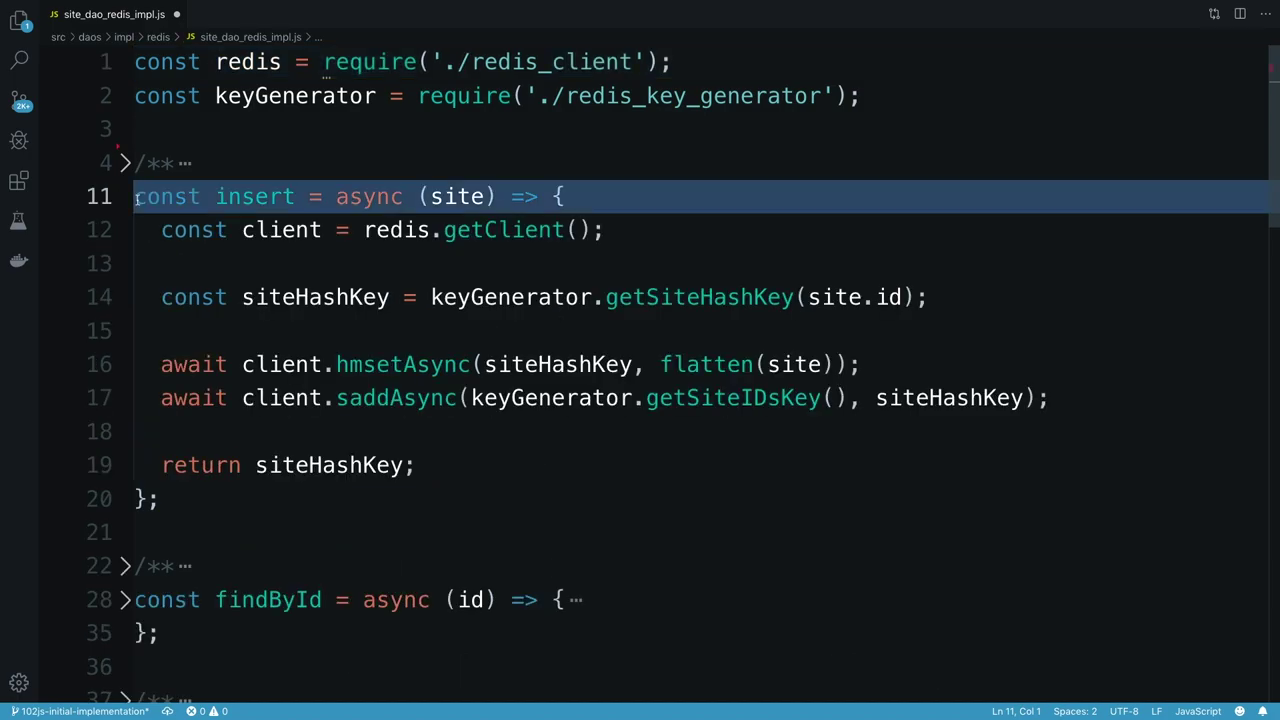 site_dao_redis_impl.js
src > daos > impl > redis > JS site_dao_redis_impl.js > ...
1 const redis = require('./redis_client');
2 const keyGenerator = require('./redis_key_generator');
3
4 /** ⋯
11 const insert = async (site) => {
12 const client = redis.getClient();
13
14 const siteHashKey = keyGenerator.getSiteHashKey(site.id);
15
16 await client.hmsetAsync(siteHashKey, flatten(site));
17 await client.saddAsync(keyGenerator.getSiteIDsKey(), siteHashKey);
18
19 return siteHashKey;
20 };
21
22 /** ⋯
28 const findById = async (id) => { ⋯
35 };
36
37 /** ⋯
1
2K+
JS
102js-initial-implementation* 0 0 Ln 11, Col 1 Spaces: 2 UTF-8 LF JavaScript